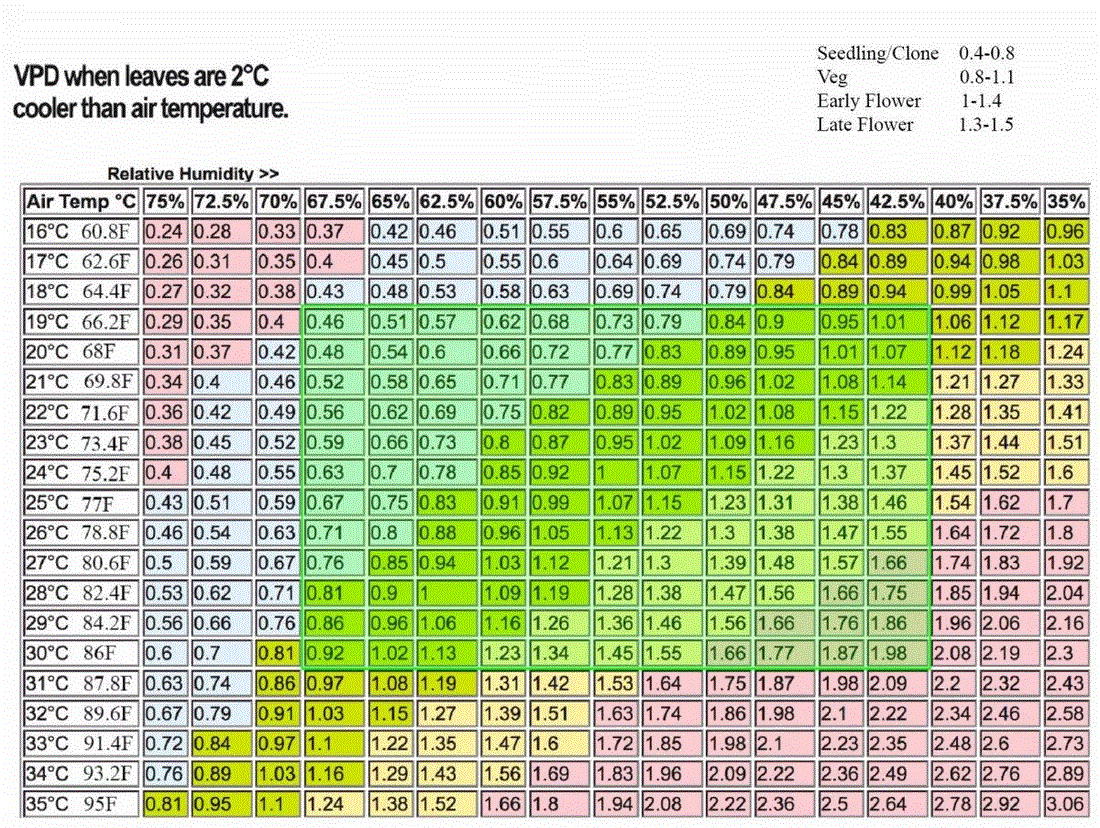 Seedling/Clone 0.4-0.8
VPD when leaves are 2°C Veg 0.8-1.1
cooler than air temperature. Early Flower 1-1.4
Late Flower 1.3-1.5
Relative Humidity >>
Air Temp °C 75% 72.5% 70% 67.5% 65% 62.5% 60% 57.5% 55% 52.5% 50% 47.5% 45% 42.5% 40% 37.5% 35%
16°C 60.8F 0.24 0.28 0.33 0.37 0.42 0.46 0.51 0.55 0.6 0.65 0.69 0.74 0.78 0.83 0.87 0.92 0.96
17°C 62.6F 0.26 0.31 0.35 0.4 0.45 0.5 0.55 0.6 0.64 0.69 0.74 0.79 0.84 0.89 0.94 0.98 1.03
18°C 64.4F 0.27 0.32 0.38 0.43 0.48 0.53 0.58 0.63 0.69 0.74 0.79 0.84 0.89 0.94 0.99 1.05 1.1
19°C 66.2F 0.29 0.35 0.4 0.46 0.51 0.57 0.62 0.68 0.73 0.79 0.84 0.9 0.95 1.01 1.06 1.12 1.17
20°C 68F 0.31 0.37 0.42 0.48 0.54 0.6 0.66 0.72 0.77 0.83 0.89 0.95 1.01 1.07 1.12 1.18 1.24
21°C 69.8F 0.34 0.4 0.46 0.52 0.58 0.65 0.71 0.77 0.83 0.89 0.96 1.02 1.08 1.14 1.21 1.27 1.33
22°C 71.6F 0.36 0.42 0.49 0.56 0.62 0.69 0.75 0.82 0.89 0.95 1.02 1.08 1.15 1.22 1.28 1.35 1.41
23°C 73.4F 0.38 0.45 0.52 0.59 0.66 0.73 0.8 0.87 0.95 1.02 1.09 1.16 1.23 1.3 1.37 1.44 1.51
24°C 75.2F 0.4 0.48 0.55 0.63 0.7 0.78 0.85 0.92 1 1.07 1.15 1.22 1.3 1.37 1.45 1.52 1.6
25°C 77F 0.43 0.51 0.59 0.67 0.75 0.83 0.91 0.99 1.07 1.15 1.23 1.31 1.38 1.46 1.54 1.62 1.7
26°C 78.8F 0.46 0.54 0.63 0.71 0.8 0.88 0.96 1.05 1.13 1.22 1.3 1.38 1.47 1.55 1.64 1.72 1.8
27°C 80.6F 0.5 0.59 0.67 0.76 0.85 0.94 1.03 1.12 1.21 1.3 1.39 1.48 1.57 1.66 1.74 1.83 1.92
28°C 82.4F 0.53 0.62 0.71 0.81 0.9 1 1.09 1.19 1.28 1.38 1.47 1.56 1.66 1.75 1.85 1.94 2.04
29°C 84.2F 0.56 0.66 0.76 0.86 0.96 1.06 1.16 1.26 1.36 1.46 1.56 1.66 1.76 1.86 1.96 2.06 2.16
30°C 86F 0.6 0.7 0.81 0.92 1.02 1.13 1.23 1.34 1.45 1.55 1.66 1.77 1.87 1.98 2.08 2.19 2.3
31°C 87.8F 0.63 0.74 0.86 0.97 1.08 1.19 1.31 1.42 1.53 1.64 1.75 1.87 1.98 2.09 2.2 2.32 2.43
32°C 89.6F 0.67 0.79 0.91 1.03 1.15 1.27 1.39 1.51 1.63 1.74 1.86 1.98 2.1 2.22 2.34 2.46 2.58
33°C 91.4F 0.72 0.84 0.97 1.1 1.22 1.35 1.47 1.6 1.72 1.85 1.98 2.1 2.23 2.35 2.48 2.6 2.73
34°C 93.2F 0.76 0.89 1.03 1.16 1.29 1.43 1.56 1.69 1.83 1.96 2.09 2.22 2.36 2.49 2.62 2.76 2.89
35°C 95F 0.81 0.95 1.1 1.24 1.38 1.52 1.66 1.8 1.94 2.08 2.22 2.36 2.5 2.64 2.78 2.92 3.06